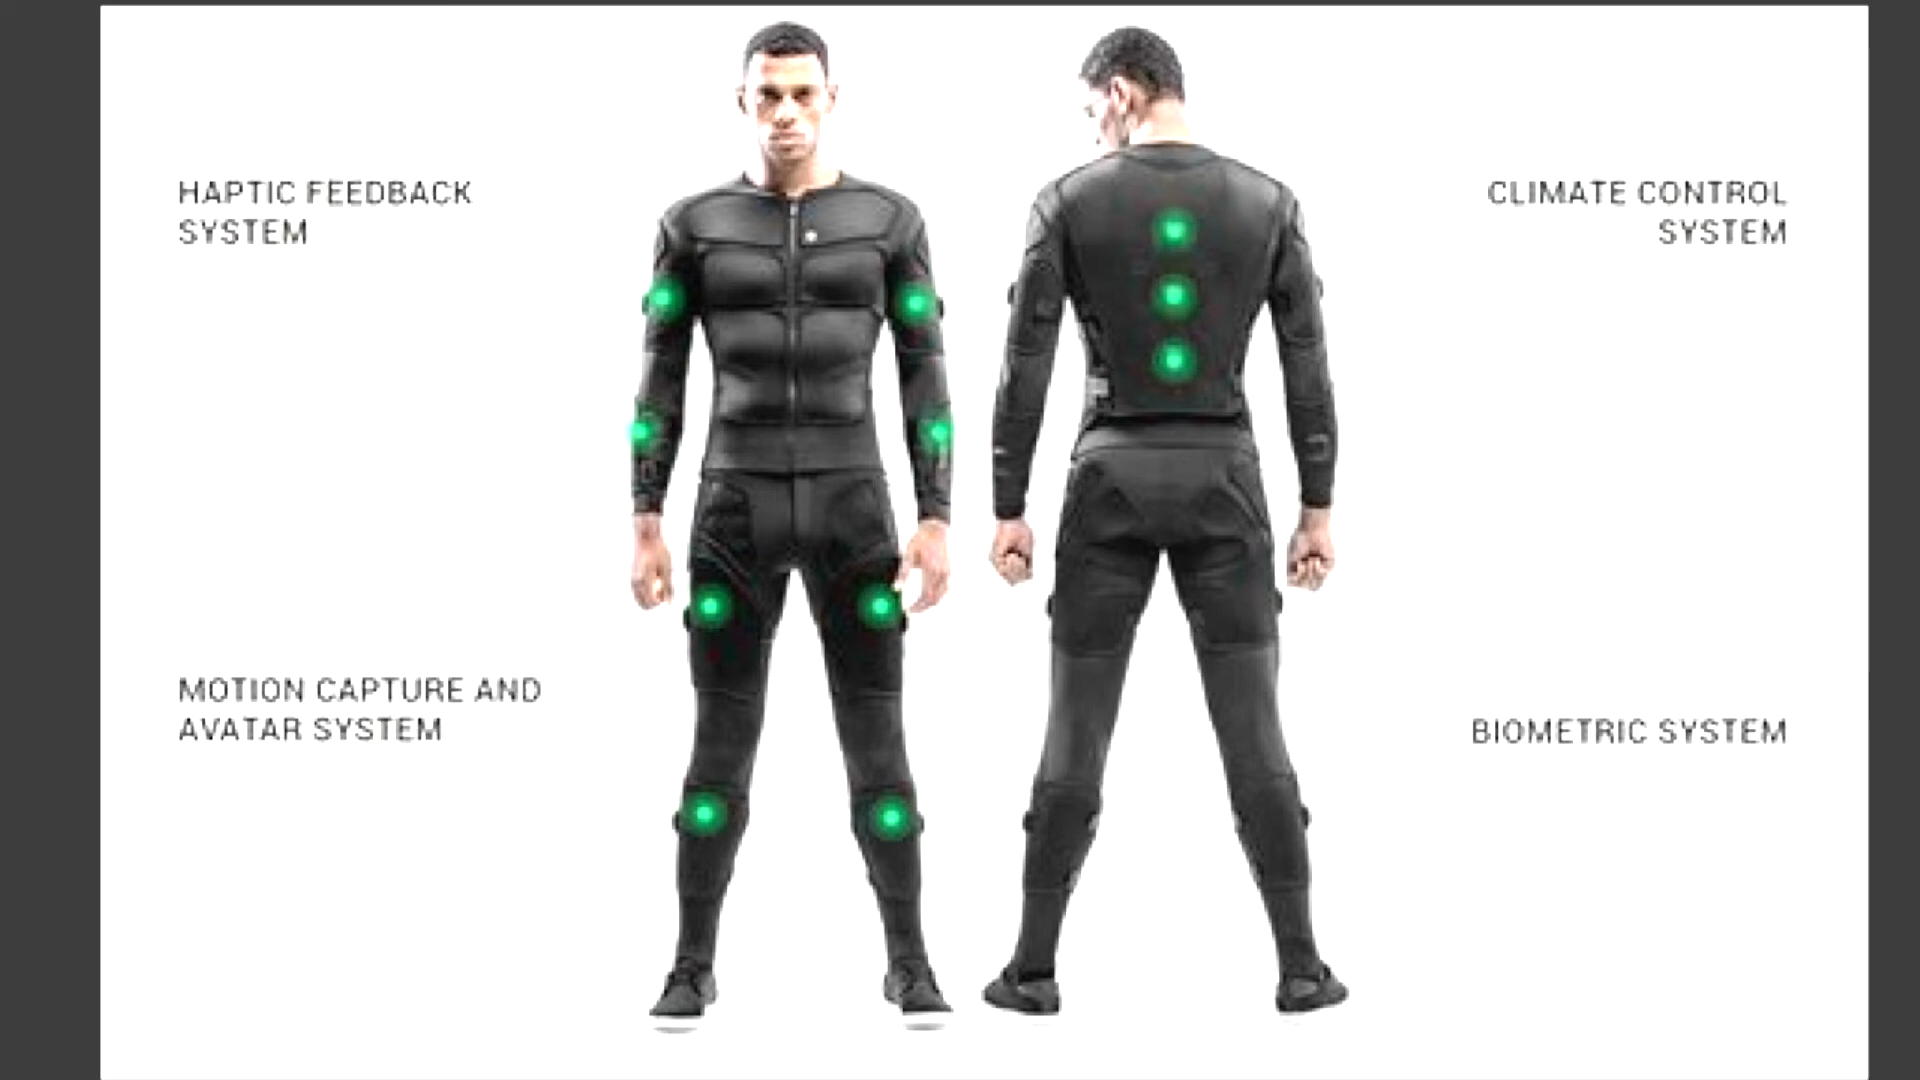 HAPTIC FEEDBACK
SYSTEM
CLIMATE CONTROL
SYSTEM
MOTION CAPTURE AND
AVATAR SYSTEM
BIOMETRIC SYSTEM